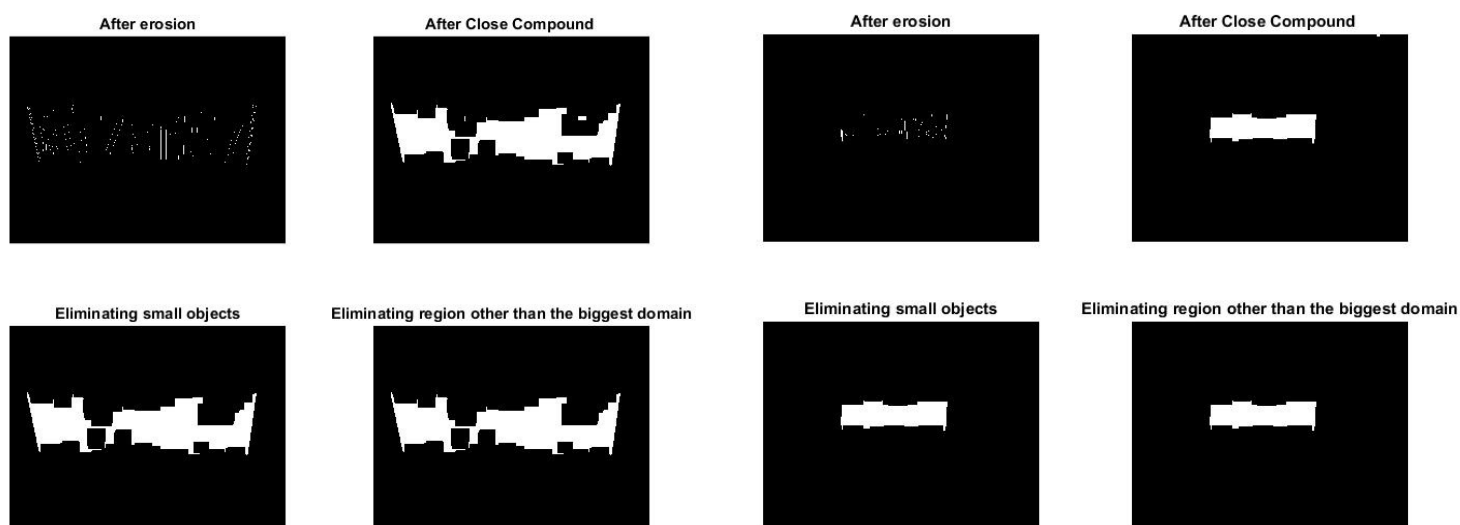 After erosion
After Close Compound
After erosion
After Close Compound
Eliminating small objects
Eliminating region other than the biggest domain
Eliminating small objects
Eliminating region other than the biggest domain